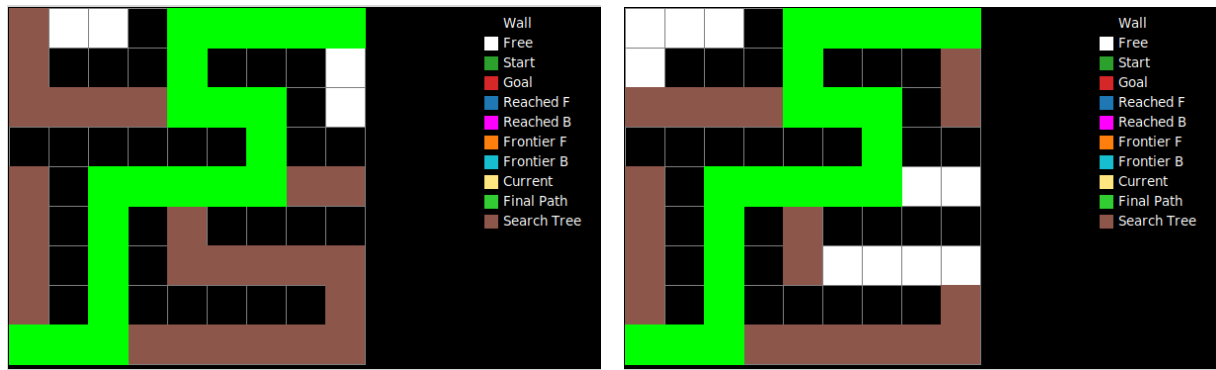 Wall
Free
Start
Goal
Reached F
Reached B
Frontier F
Frontier B
Current
Final Path
Search Tree
Wall
Free
Start
Goal
Reached F
Reached B
Frontier F
Frontier B
Current
Final Path
Search Tree